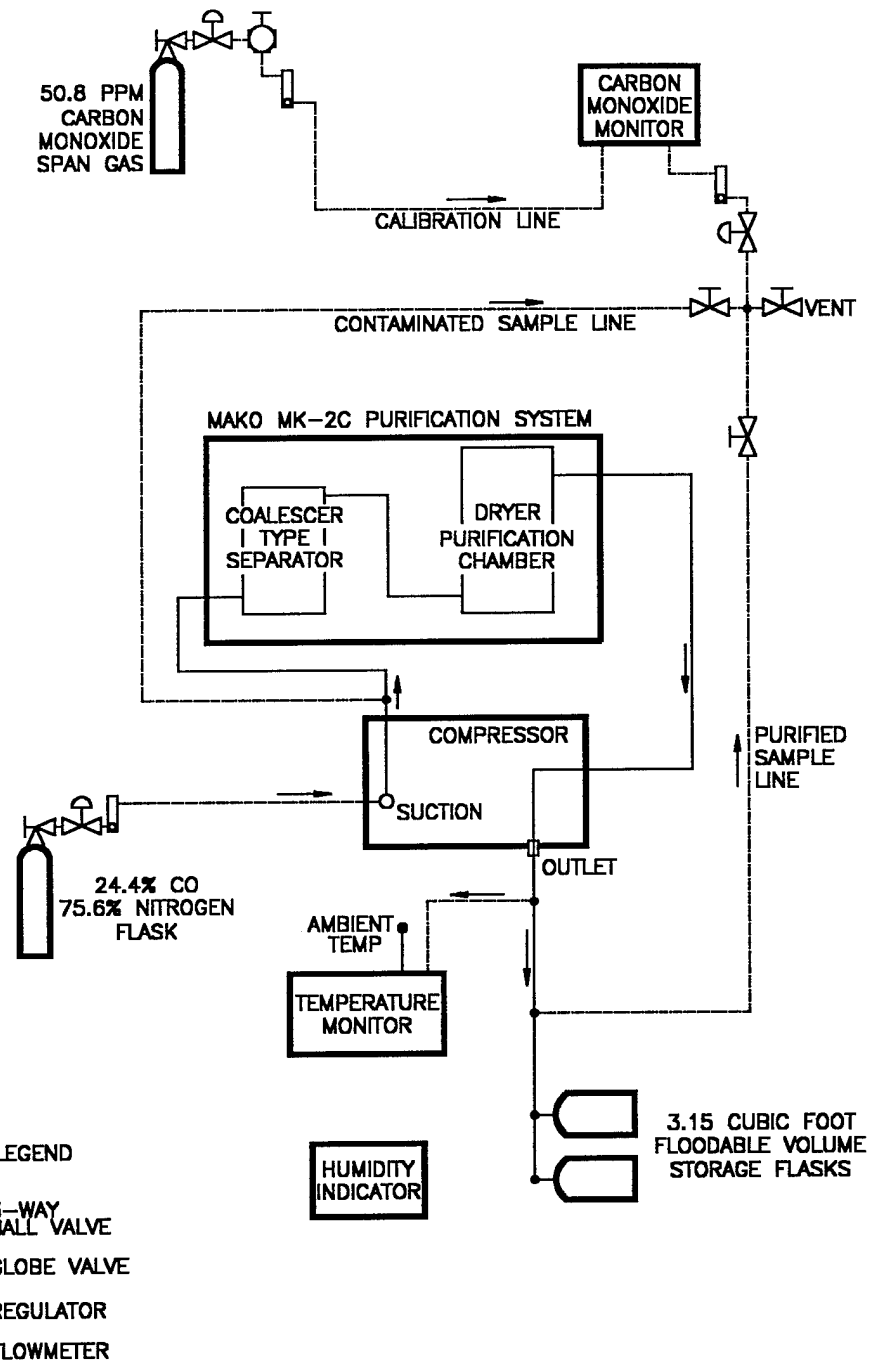 50.8 PPM
CARBON
MONOXIDE
SPAN GAS
CARBON
MONOXIDE
MONITOR
CALIBRATION LINE
CONTAMINATED SAMPLE LINE
VENT
MAKO MK-2C PURIFICATION SYSTEM
COALESCER
TYPE
SEPARATOR
DRYER
PURIFICATION
CHAMBER
COMPRESSOR
SUCTION
PURIFIED
SAMPLE
LINE
OUTLET
24.4% CO
75.6% NITROGEN
FLASK
AMBIENT
TEMP
TEMPERATURE
MONITOR
3.15 CUBIC FOOT
FLOODABLE VOLUME
STORAGE FLASKS
HUMIDITY
INDICATOR
LEGEND
-WAY
VALVE
GLOBE VALVE
REGULATOR
FLOWMETER